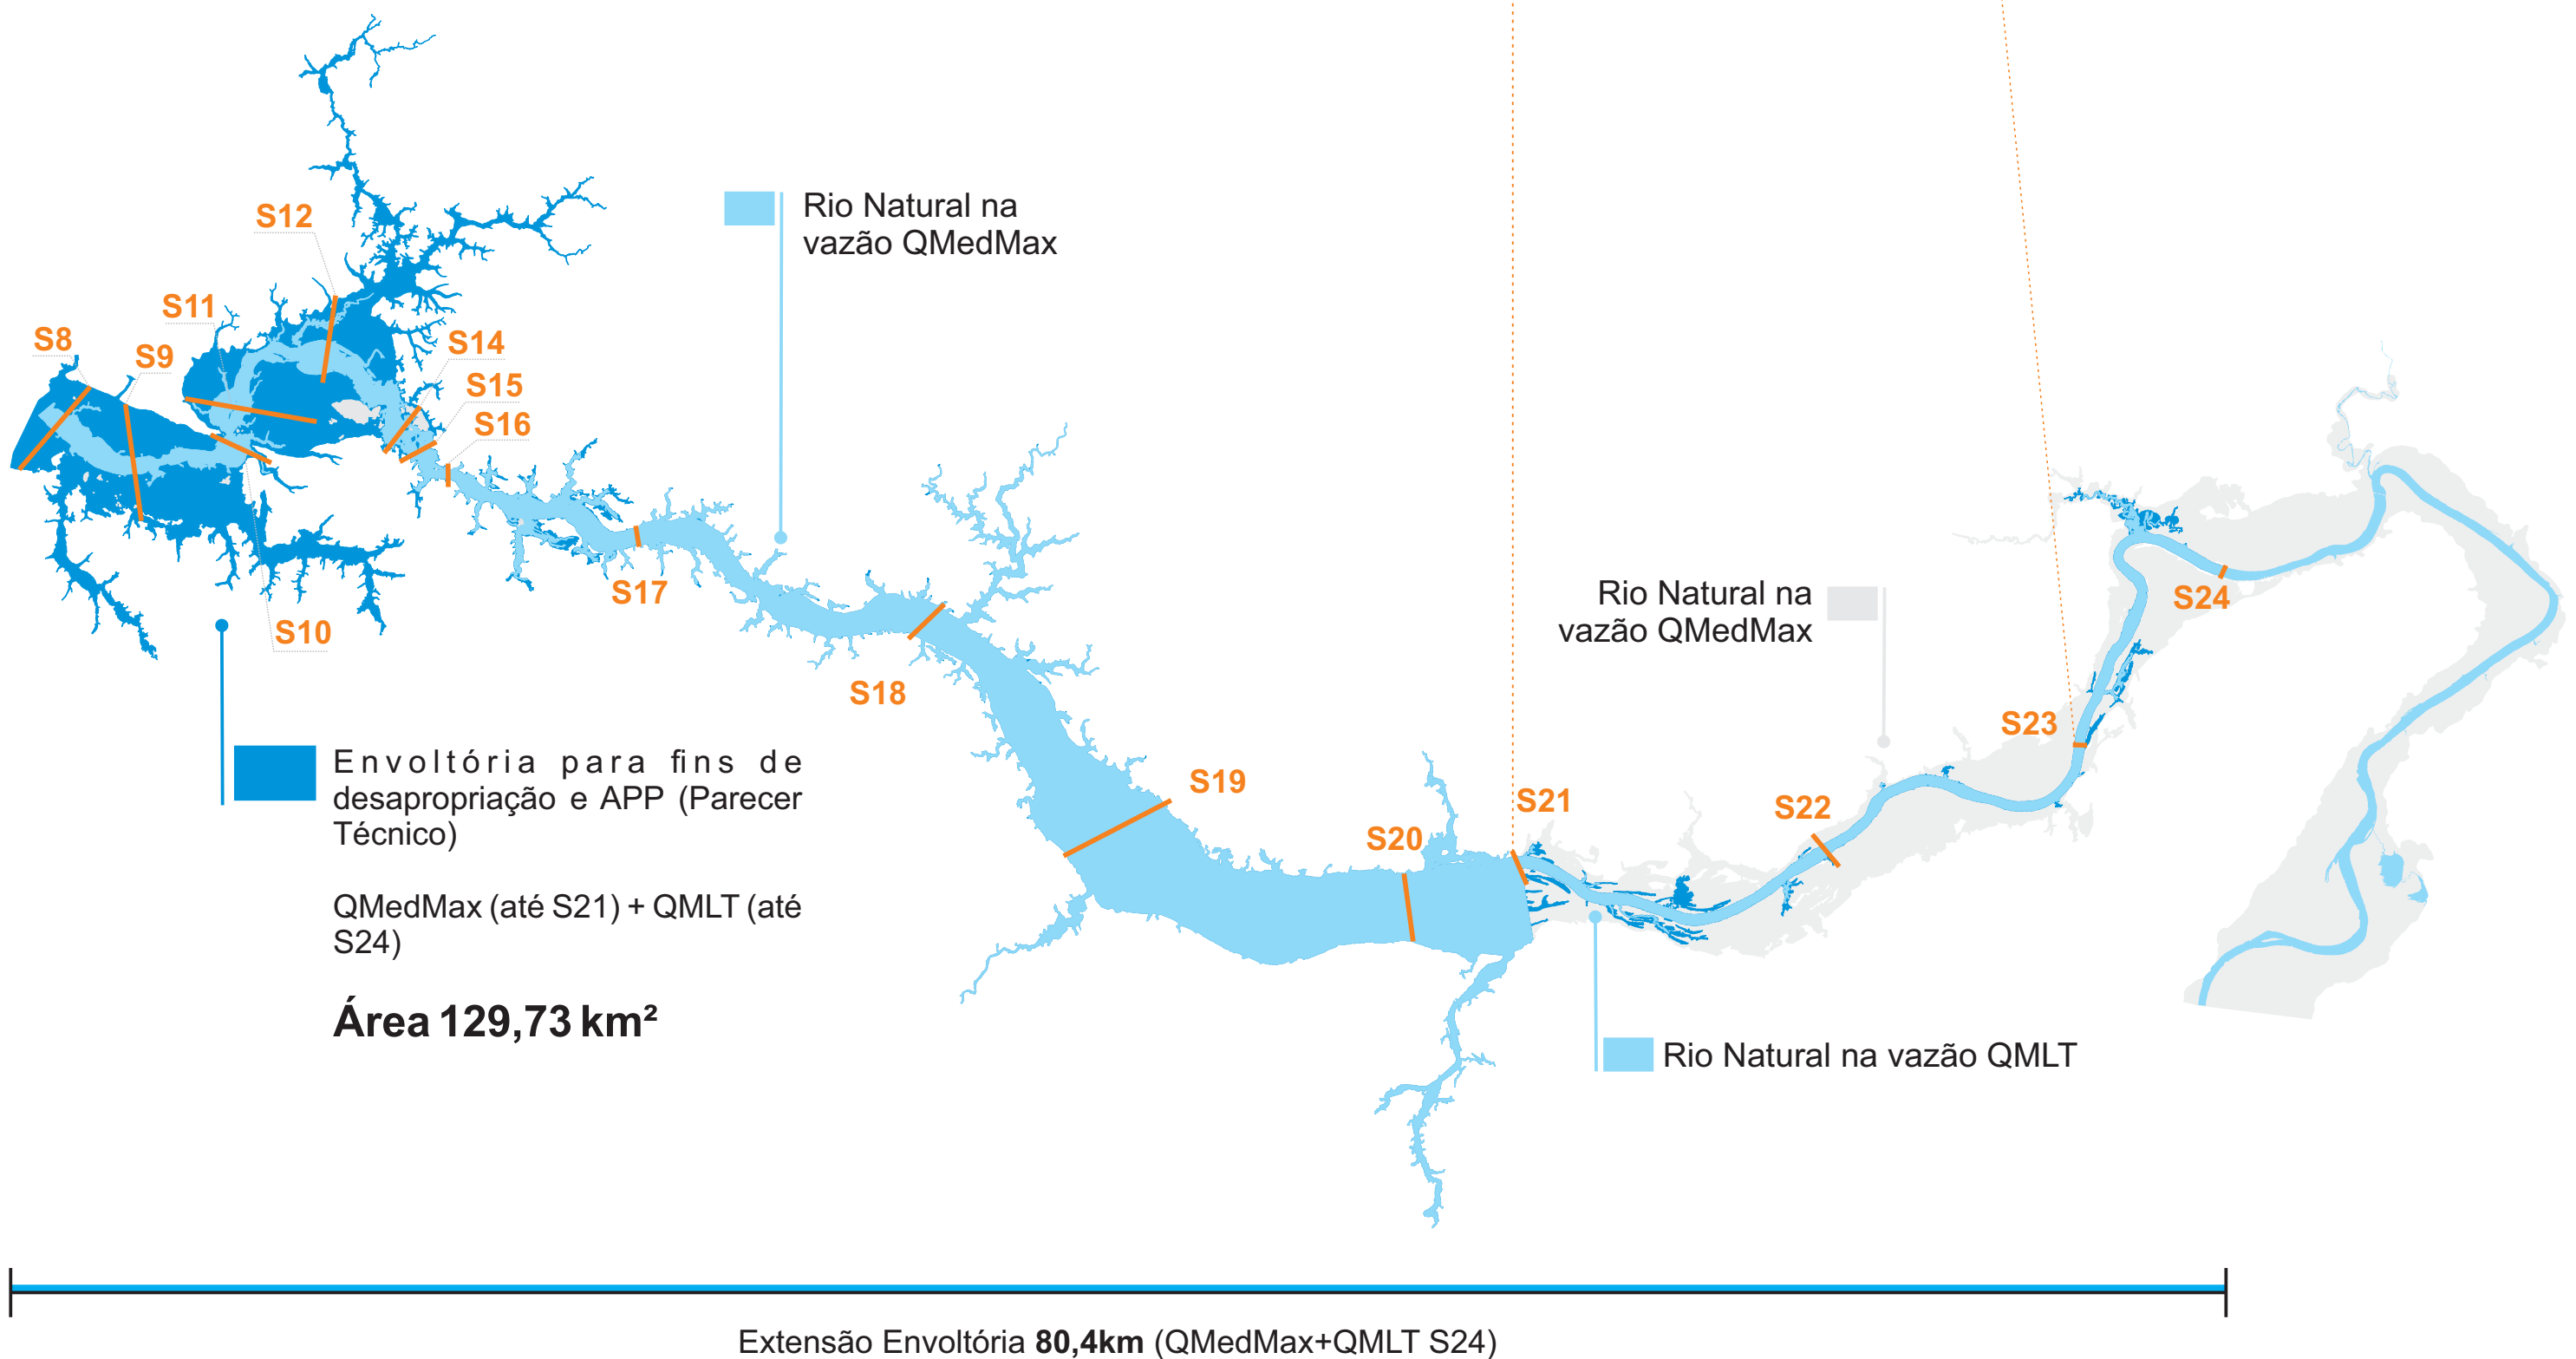 S12
Rio Natural na
vazão QMedMax
S11
S8
S9
S14
S15
S16
S17
S10
S18
Rio Natural na
vazão QMedMax
S24
S23
S19
S20
S21
S22
Envoltória para fins de
desapropriação e APP (Parecer
Técnico)
QMedMax (até S21) + QMLT (até
S24)
Área 129,73 km²
Rio Natural na vazão QMLT
Extensão Envoltória 80,4km (QMedMax+QMLT S24)